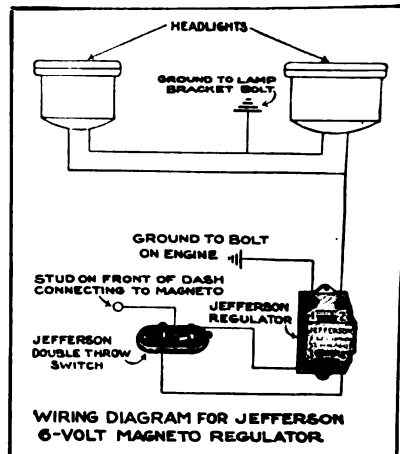 HEADLIGHTS
GROUND TO LAMP
BRACKET BOLT.
GROUND TO BOLT
ON ENGINE
STUD ON FRONT OF DASH
CONNECTING TO MAGNETO
JEFFERSON
REGULATOR
JEFFERSON
JEFFERSON
DOUBLE THROW
SWITCH
WIRING DIAGRAM FOR JEFFERSON
6-VOLT MAGNETO REGULATOR